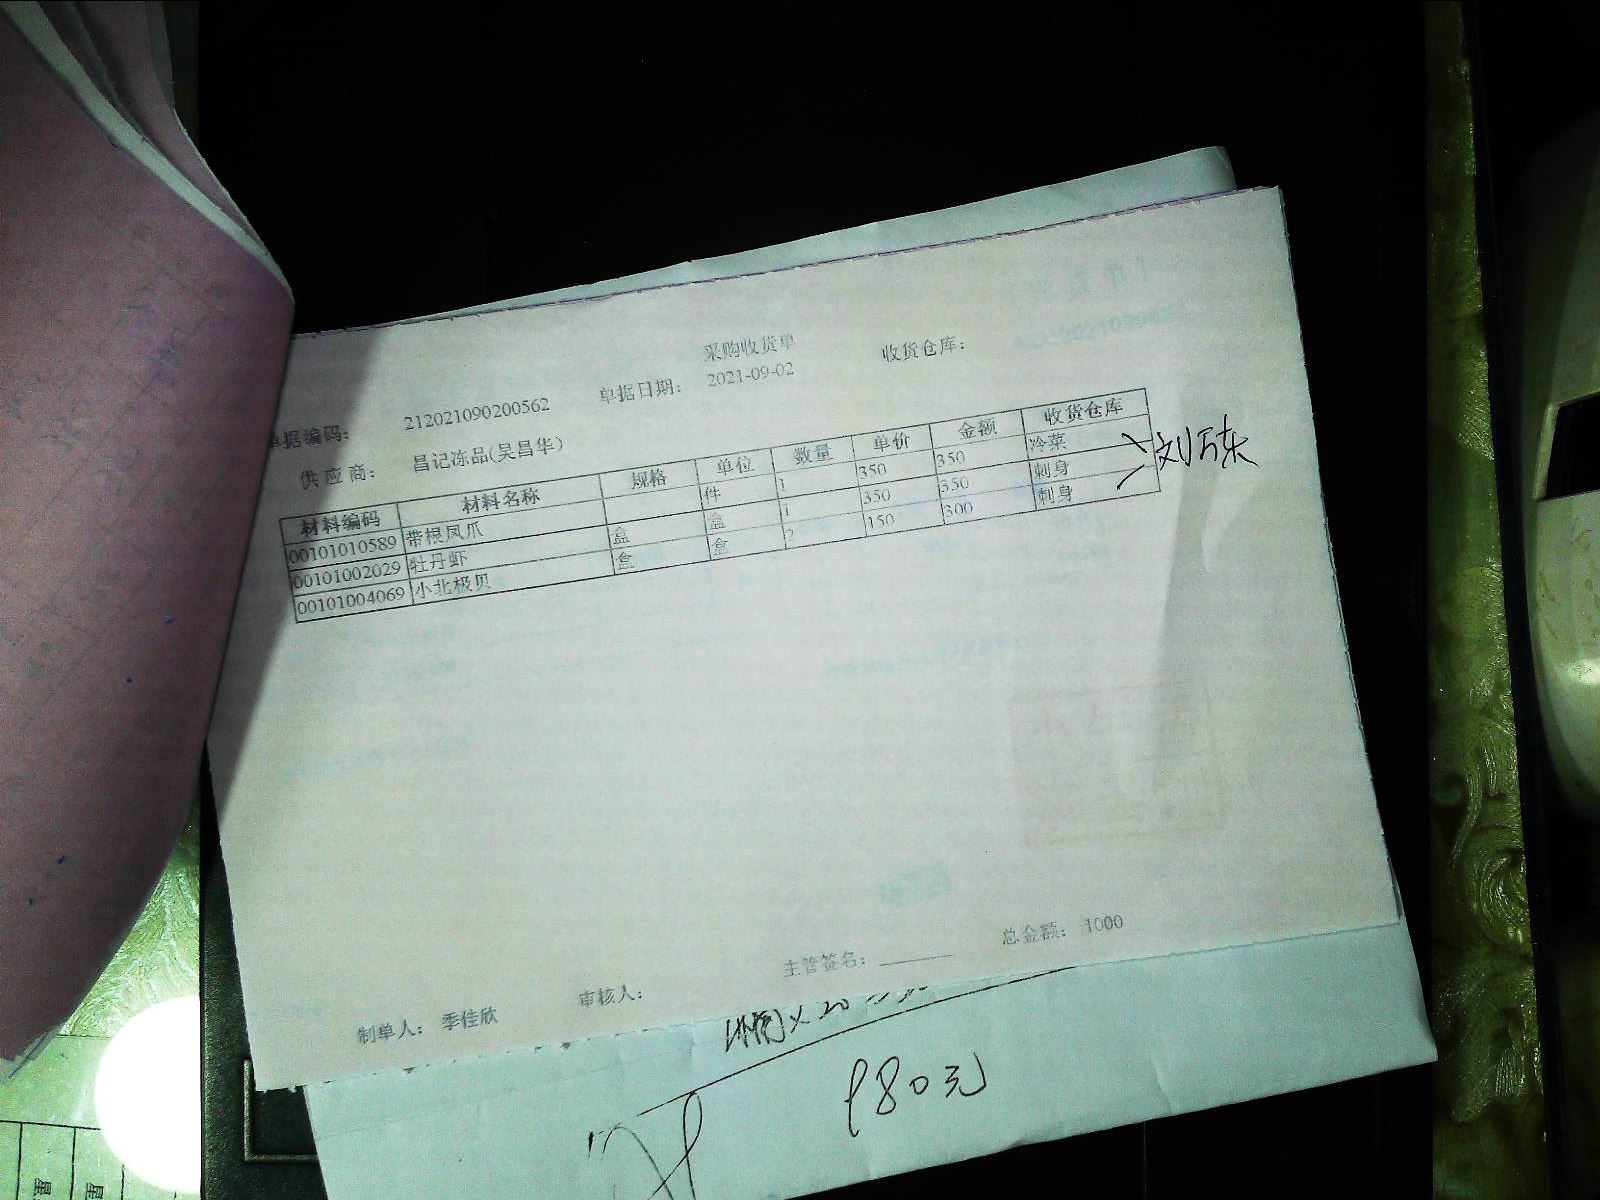 采购收货单
单据编码： 212021090200562 单据日期： 2021-09-02 收货仓库：
供应商： 昌记冻品(吴昌华)
材料编码 材料名称 规格 单位 数量 单价 金额 收货仓库
00101010589 带根凤爪 件 1 350 350 冷菜
00101002029 牡丹虾 盒 盒 1 350 350 刺身
00101004069 小北极贝 盒 盒 2 150 300 刺身
刘万东
主管签名： 总金额： 1000
制单人： 季佳欣 审核人：
180元